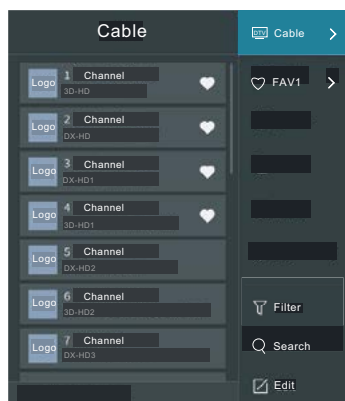 Cable
Logo
1 Channel
3D-HD
Logo
2 Channel
DX-HD
Logo
3 Channel
DX-HD1
Logo
4 Channel
3D-HD1
Logo
5 Channel
DX-HD2
Logo
6 Channel
3D-HD2
Logo
7 Channel
DX-HD3
DTV Cable
FAV1
Filter
Search
Edit